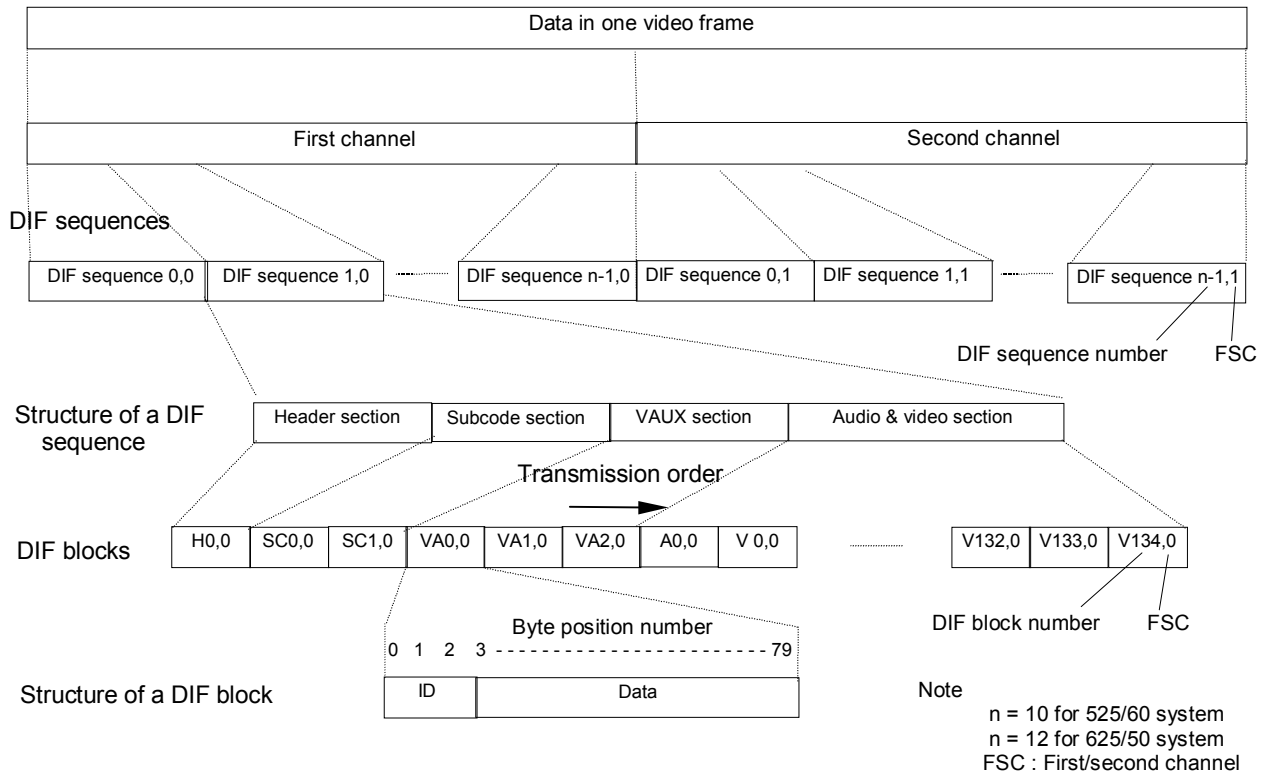 Data in one video frame
First channel
Second channel
DIF sequences
DIF sequence 0,0
DIF sequence 1,0
DIF sequence n-1,0
DIF sequence 0,1
DIF sequence 1,1
DIF sequence n-1,1
DIF sequence number
FSC
Structure of a DIF
sequence
Header section
Subcode section
VAUX section
Audio & video section
Transmission order
DIF blocks
H0,0
SC0,0
SC1,0
VA0,0
VA1,0
VA2,0
A0,0
V 0,0
V132,0
V133,0
V134,0
DIF block number
FSC
Byte position number
0 1 2 3 - - - - - - - - - - - - - - - - - - - - - - - 79
Structure of a DIF block
ID
Data
Note
n = 10 for 525/60 system
n = 12 for 625/50 system
FSC : First/second channel